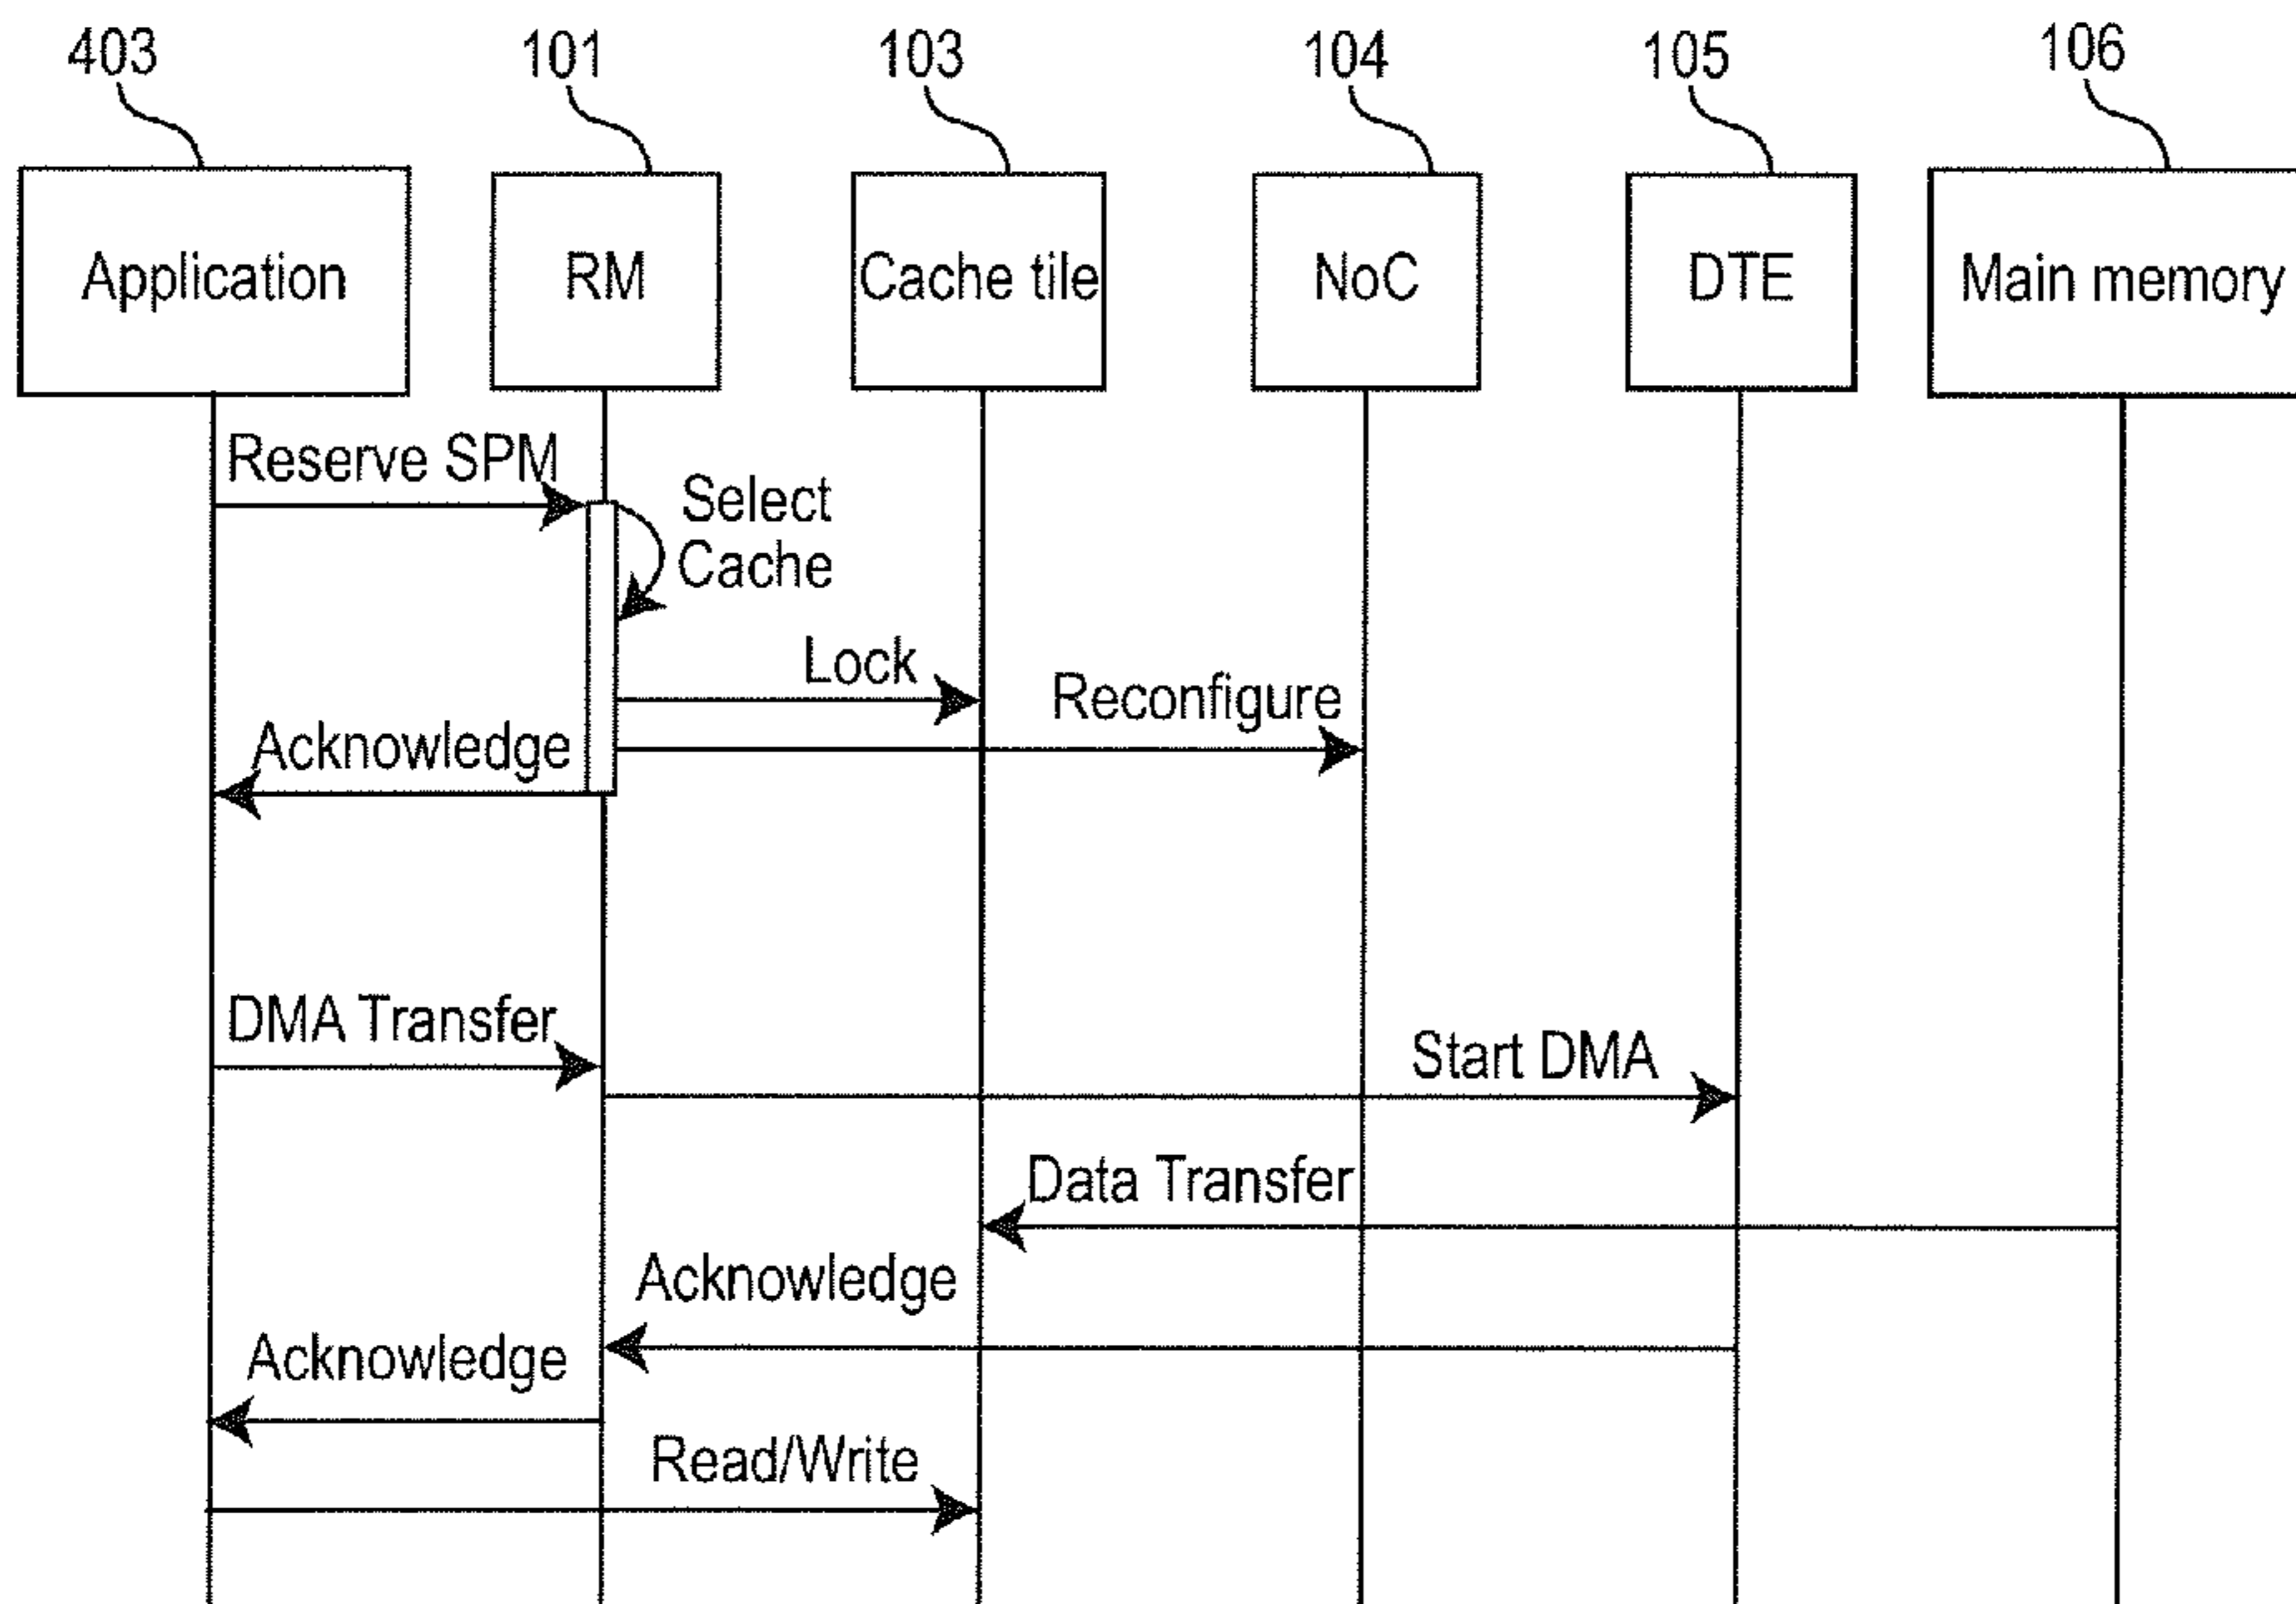 403
101
103
104
105
106
Application
RM
Cache tile
NoC
DTE
Main memory
Reserve SPM
Select
Cache
Lock
Reconfigure
Acknowledge
DMA Transfer
Start DMA
Data Transfer
Acknowledge
Acknowledge
Read/Write